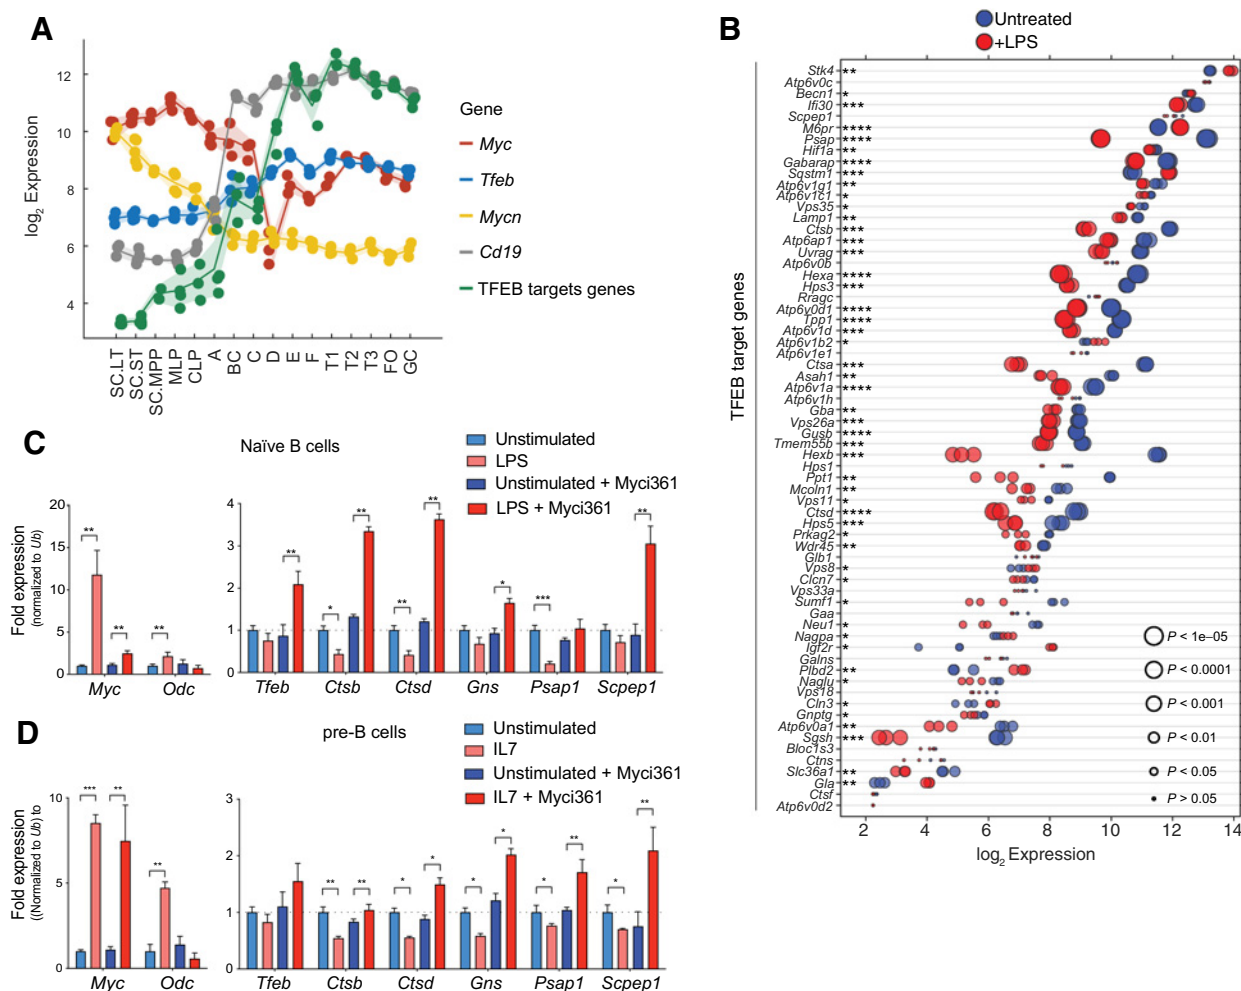 A
12
10
8
6
4
log2 Expression
SC.LT
SC.ST
SC.MPP
MLP
CLP
A
BC
C
D
E
F
T1
T2
T3
FO
GC
Gene
Myc
Tfeb
Mycn
Cd19
TFEB targets genes
B
Untreated
+LPS
TFEB target genes
Stk4 **
Atp6v0c
Becn1 *
Ifi30 ***
Scpep1
M6pr ****
Psap ****
Hif1a **
Gabarap ****
Sqstm1 ***
Atp6v1g1 **
Atp6v1c1 *
Vps35 *
Lamp1 **
Ctsb ***
Atp6ap1 ***
Uvrag ***
Atp6v0b
Hexa ****
Hps3 ***
Rragc
Atp6v0d1 ****
Tpp1 ****
Atp6v1d ***
Atp6v1b2 *
Atp6v1e1
Ctsa ***
Asah1 **
Atp6v1a ****
Atp6v1h
Gba **
Vps26a ***
Gusb ****
Tmem55b ***
Hexb ***
Hps1
Ppt1 **
Mcoln1 **
Vps11 *
Ctsd ****
Hps5 ***
Prkag2 *
Wdr45 **
Glb1
Vps8 *
Clcn7 *
Vps33a
Sumf1 *
Gaa
Neu1 *
Nagpa *
Igf2r *
Galns
Plbd2 **
Naglu *
Vps18
Cln3 *
Gnptg *
Atp6v0a1 **
Sgsh ***
Bloc1s3
Ctns
Slc36a1 **
Gla **
Ctsf
Atp6v0d2
P < 1e–05
P < 0.0001
P < 0.001
P < 0.01
P < 0.05
P > 0.05
2 4 6 8 10 12 14
log2 Expression
C
Naïve B cells
Unstimulated
LPS
Unstimulated + Myci361
LPS + Myci361
Fold expression
(normalized to Ub)
20
15
10
5
0
** ** **
Myc Odc
4
3
2
1
0
** * ** ** ** * *** **
Tfeb Ctsb Ctsd Gns Psap1 Scpep1
D
pre-B cells
Unstimulated
IL7
Unstimulated + Myci361
IL7 + Myci361
Fold expression
((Normalized to Ub) to
10
5
0
*** ** **
Myc Odc
3
2
1
0
** ** * * * * * ** * **
Tfeb Ctsb Ctsd Gns Psap1 Scpep1